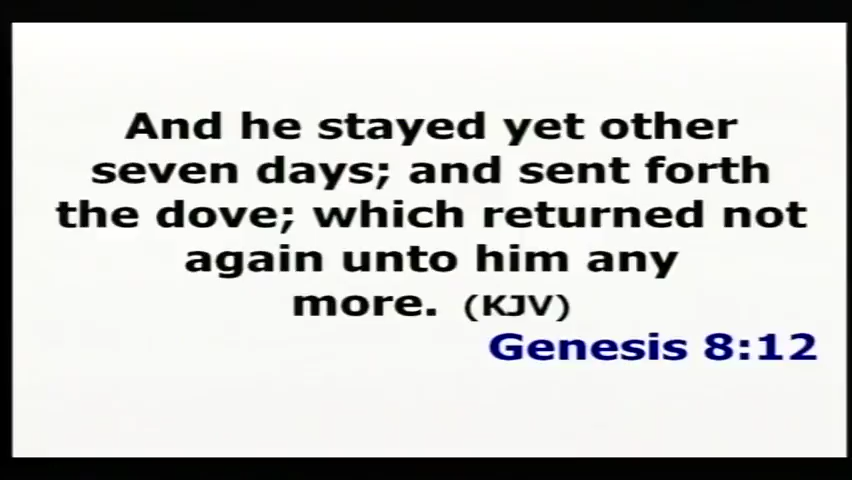 And he stayed yet other
seven days; and sent forth
the dove; which returned not
again unto him any
more. (KJV)
Genesis 8:12